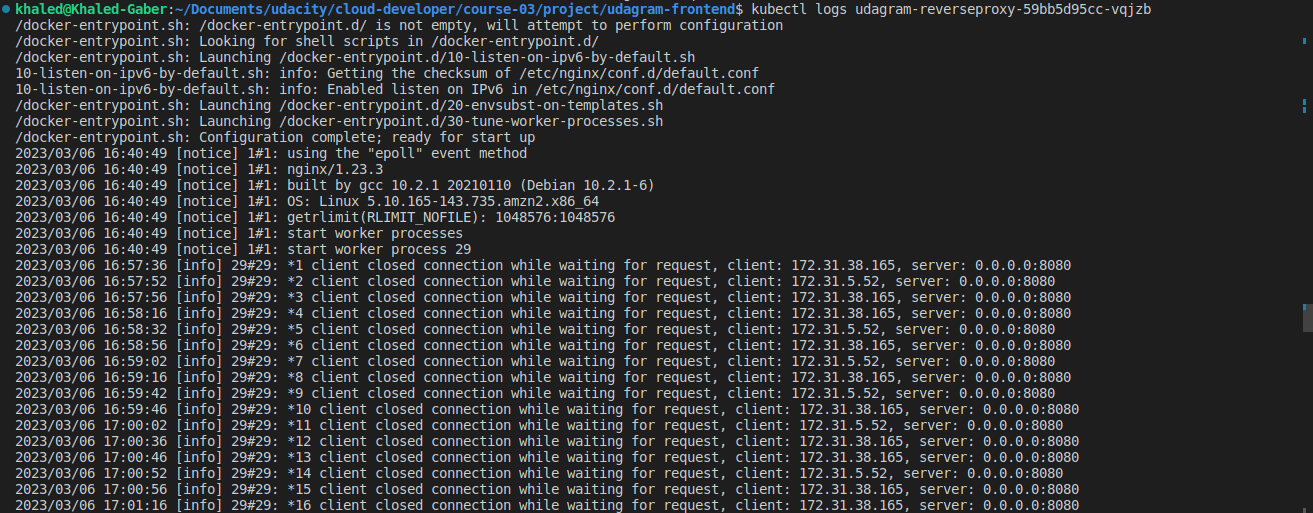 khaled@Khaled-Gaber:~/Documents/udacity/cloud-developer/course-03/project/udagram-frontend$ kubectl logs udagram-reverseproxy-59bb5d95cc-vqjzb
/docker-entrypoint.sh: /docker-entrypoint.d/ is not empty, will attempt to perform configuration
/docker-entrypoint.sh: Looking for shell scripts in /docker-entrypoint.d/
/docker-entrypoint.sh: Launching /docker-entrypoint.d/10-listen-on-ipv6-by-default.sh
10-listen-on-ipv6-by-default.sh: info: Getting the checksum of /etc/nginx/conf.d/default.conf
10-listen-on-ipv6-by-default.sh: info: Enabled listen on IPv6 in /etc/nginx/conf.d/default.conf
/docker-entrypoint.sh: Launching /docker-entrypoint.d/20-envsubst-on-templates.sh
/docker-entrypoint.sh: Launching /docker-entrypoint.d/30-tune-worker-processes.sh
/docker-entrypoint.sh: Configuration complete; ready for start up
2023/03/06 16:40:49 [notice] 1#1: using the "epoll" event method
2023/03/06 16:40:49 [notice] 1#1: nginx/1.23.3
2023/03/06 16:40:49 [notice] 1#1: built by gcc 10.2.1 20210110 (Debian 10.2.1-6)
2023/03/06 16:40:49 [notice] 1#1: OS: Linux 5.10.165-143.735.amzn2.x86_64
2023/03/06 16:40:49 [notice] 1#1: getrlimit(RLIMIT_NOFILE): 1048576:1048576
2023/03/06 16:40:49 [notice] 1#1: start worker processes
2023/03/06 16:40:49 [notice] 1#1: start worker process 29
2023/03/06 16:57:36 [info] 29#29: *1 client closed connection while waiting for request, client: 172.31.38.165, server: 0.0.0.0:8080
2023/03/06 16:57:52 [info] 29#29: *2 client closed connection while waiting for request, client: 172.31.5.52, server: 0.0.0.0:8080
2023/03/06 16:57:56 [info] 29#29: *3 client closed connection while waiting for request, client: 172.31.38.165, server: 0.0.0.0:8080
2023/03/06 16:58:16 [info] 29#29: *4 client closed connection while waiting for request, client: 172.31.38.165, server: 0.0.0.0:8080
2023/03/06 16:58:32 [info] 29#29: *5 client closed connection while waiting for request, client: 172.31.5.52, server: 0.0.0.0:8080
2023/03/06 16:58:56 [info] 29#29: *6 client closed connection while waiting for request, client: 172.31.38.165, server: 0.0.0.0:8080
2023/03/06 16:59:02 [info] 29#29: *7 client closed connection while waiting for request, client: 172.31.5.52, server: 0.0.0.0:8080
2023/03/06 16:59:16 [info] 29#29: *8 client closed connection while waiting for request, client: 172.31.38.165, server: 0.0.0.0:8080
2023/03/06 16:59:42 [info] 29#29: *9 client closed connection while waiting for request, client: 172.31.5.52, server: 0.0.0.0:8080
2023/03/06 16:59:46 [info] 29#29: *10 client closed connection while waiting for request, client: 172.31.38.165, server: 0.0.0.0:8080
2023/03/06 17:00:02 [info] 29#29: *11 client closed connection while waiting for request, client: 172.31.5.52, server: 0.0.0.0:8080
2023/03/06 17:00:36 [info] 29#29: *12 client closed connection while waiting for request, client: 172.31.38.165, server: 0.0.0.0:8080
2023/03/06 17:00:46 [info] 29#29: *13 client closed connection while waiting for request, client: 172.31.38.165, server: 0.0.0.0:8080
2023/03/06 17:00:52 [info] 29#29: *14 client closed connection while waiting for request, client: 172.31.5.52, server: 0.0.0.0:8080
2023/03/06 17:00:56 [info] 29#29: *15 client closed connection while waiting for request, client: 172.31.38.165, server: 0.0.0.0:8080
2023/03/06 17:01:16 [info] 29#29: *16 client closed connection while waiting for request, client: 172.31.38.165, server: 0.0.0.0:8080